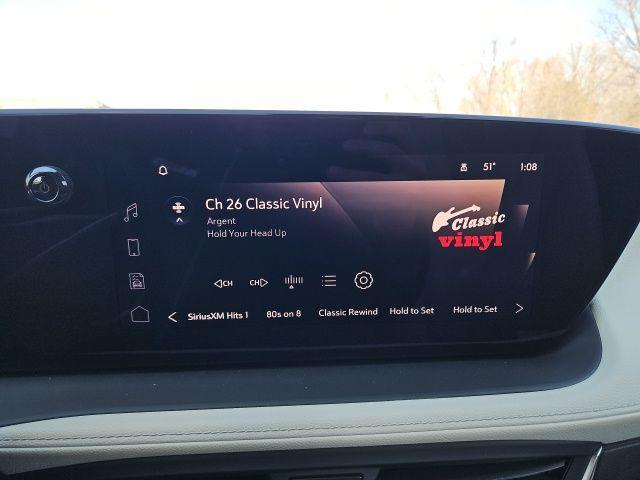 51° 1:08
Ch 26 Classic Vinyl
Argent
Hold Your Head Up
Classic
vinyl
CH CH
SiriusXM Hits 1 80s on 8 Classic Rewind Hold to Set Hold to Set